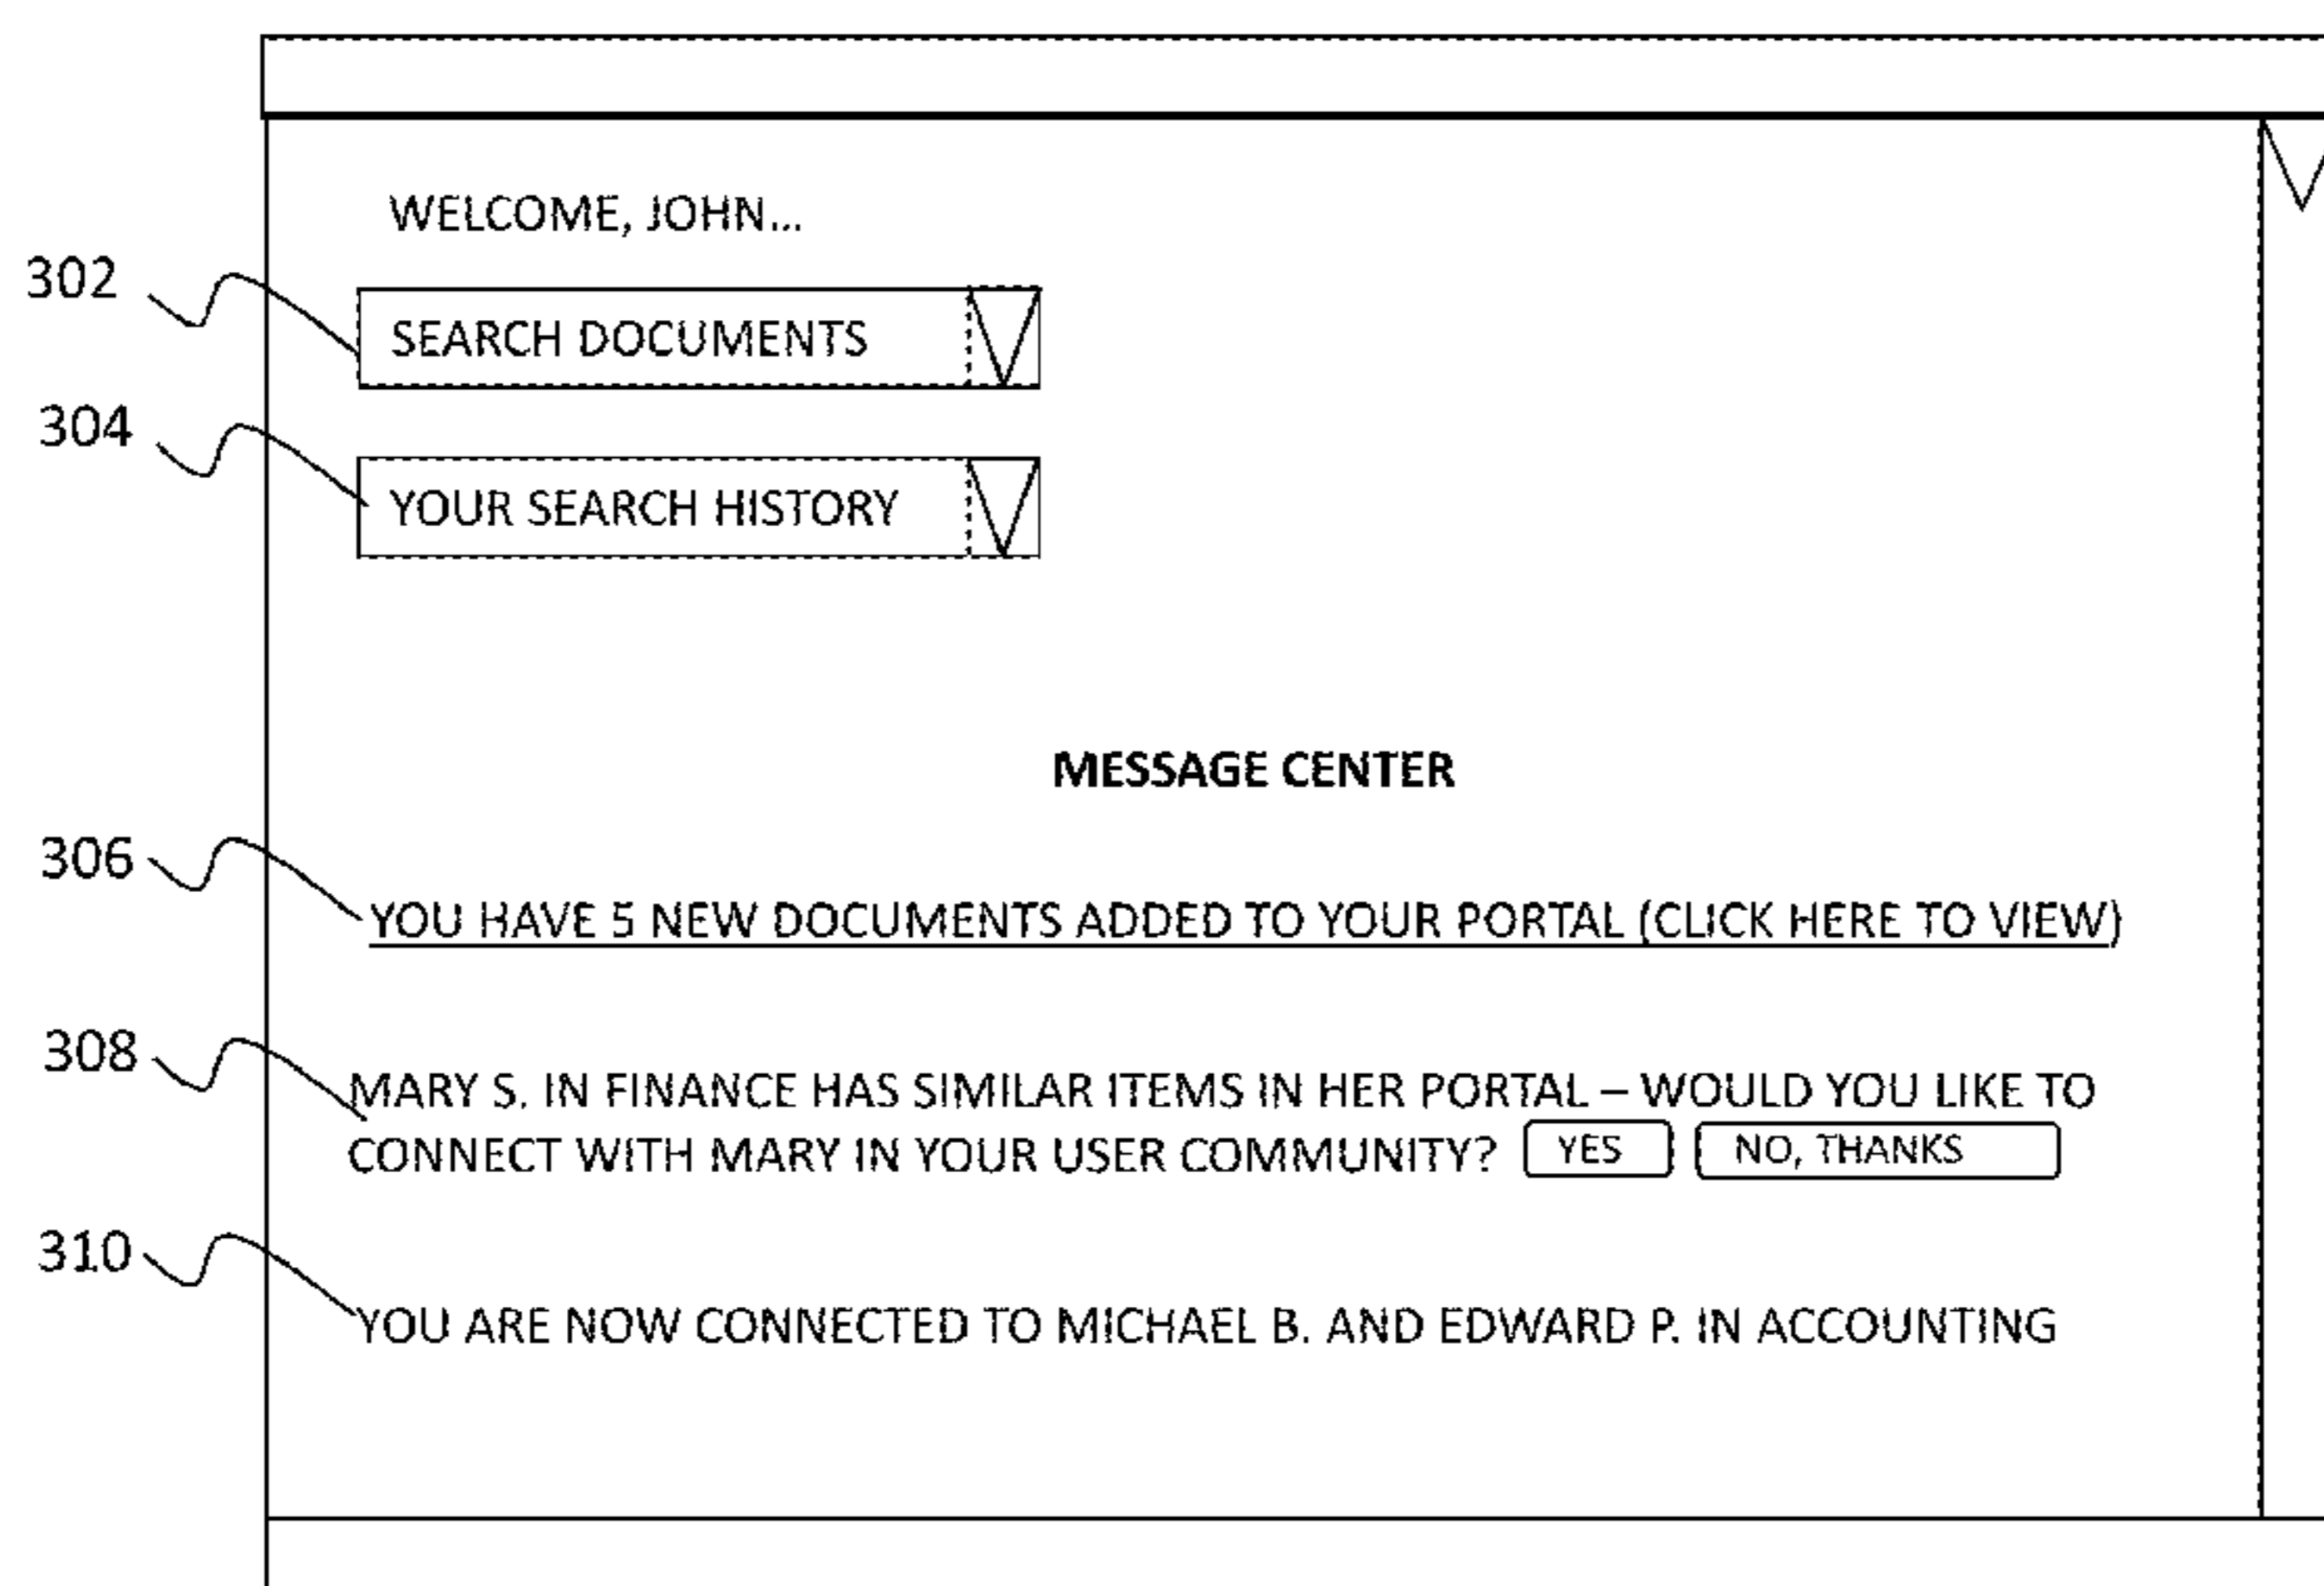 WELCOME, JOHN...
302
SEARCH DOCUMENTS
304
YOUR SEARCH HISTORY
MESSAGE CENTER
306
YOU HAVE 5 NEW DOCUMENTS ADDED TO YOUR PORTAL (CLICK HERE TO VIEW)
308
MARY S. IN FINANCE HAS SIMILAR ITEMS IN HER PORTAL – WOULD YOU LIKE TO
CONNECT WITH MARY IN YOUR USER COMMUNITY? YES NO, THANKS
310
YOU ARE NOW CONNECTED TO MICHAEL B. AND EDWARD P. IN ACCOUNTING